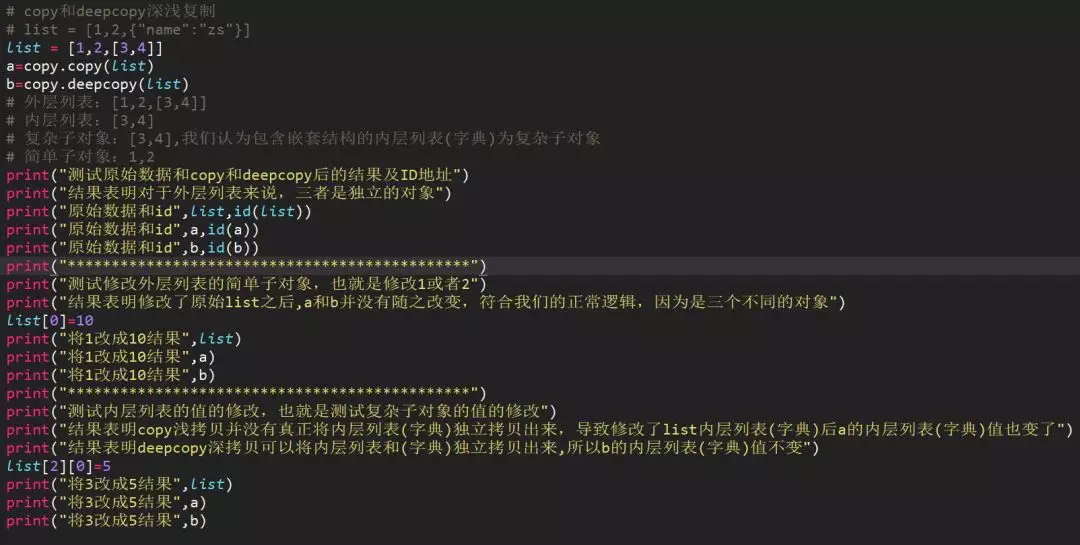 # copy和deepcopy深浅复制
# list = [1,2,{"name":"zs"}]
list = [1,2,[3,4]]
a=copy.copy(list)
b=copy.deepcopy(list)
# 外层列表：[1,2,[3,4]]
# 内层列表：[3,4]
# 复杂子对象：[3,4],我们认为包含嵌套结构的内层列表(字典)为复杂子对象
# 简单子对象：1,2
print("测试原始数据和copy和deepcopy后的结果及ID地址")
print("结果表明对于外层列表来说，三者是独立的对象")
print("原始数据和id",list,id(list))
print("原始数据和id",a,id(a))
print("原始数据和id",b,id(b))
print("**********************************************")
print("测试修改外层列表的简单子对象，也就是修改1或者2")
print("结果表明修改了原始list之后,a和b并没有随之改变，符合我们的正常逻辑，因为是三个不同的对象")
list[0]=10
print("将1改成10结果",list)
print("将1改成10结果",a)
print("将1改成10结果",b)
print("**********************************************")
print("测试内层列表的值的修改，也就是测试复杂子对象的值的修改")
print("结果表明copy浅拷贝并没有真正将内层列表(字典)独立拷贝出来，导致修改了list内层列表(字典)后a的内层列表(字典)值也变了")
print("结果表明deepcopy深拷贝可以将内层列表和(字典)独立拷贝出来,所以b的内层列表(字典)值不变")
list[2][0]=5
print("将3改成5结果",list)
print("将3改成5结果",a)
print("将3改成5结果",b)